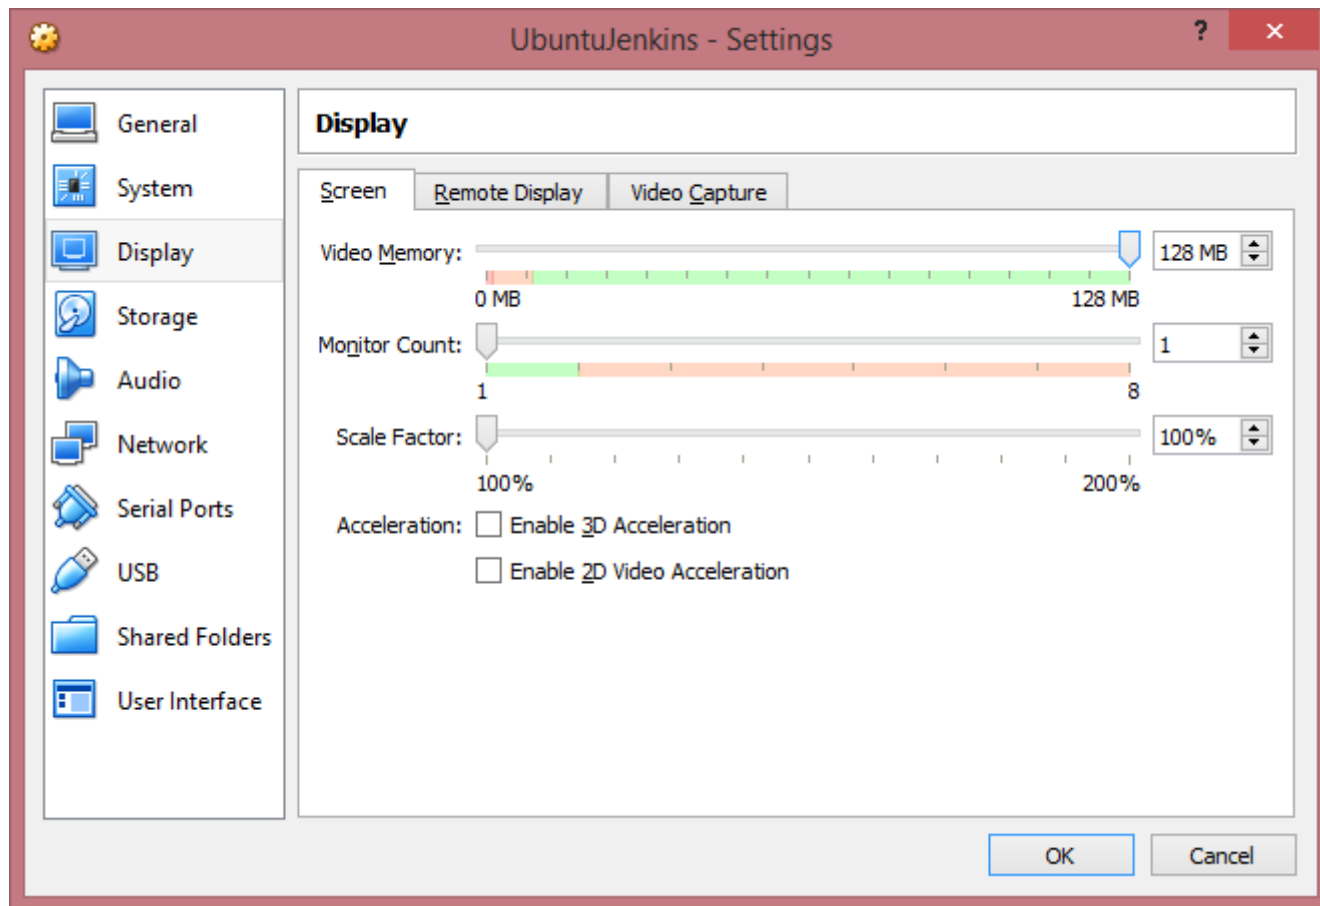 UbuntuJenkins - Settings
?
×
General
System
Display
Storage
Audio
Network
Serial Ports
USB
Shared Folders
User Interface
Display
Screen
Remote Display
Video Capture
Video Memory:
128 MB
0 MB
128 MB
Monitor Count:
1
1
8
Scale Factor:
100%
100%
200%
Acceleration:
Enable 3D Acceleration
Enable 2D Video Acceleration
OK
Cancel